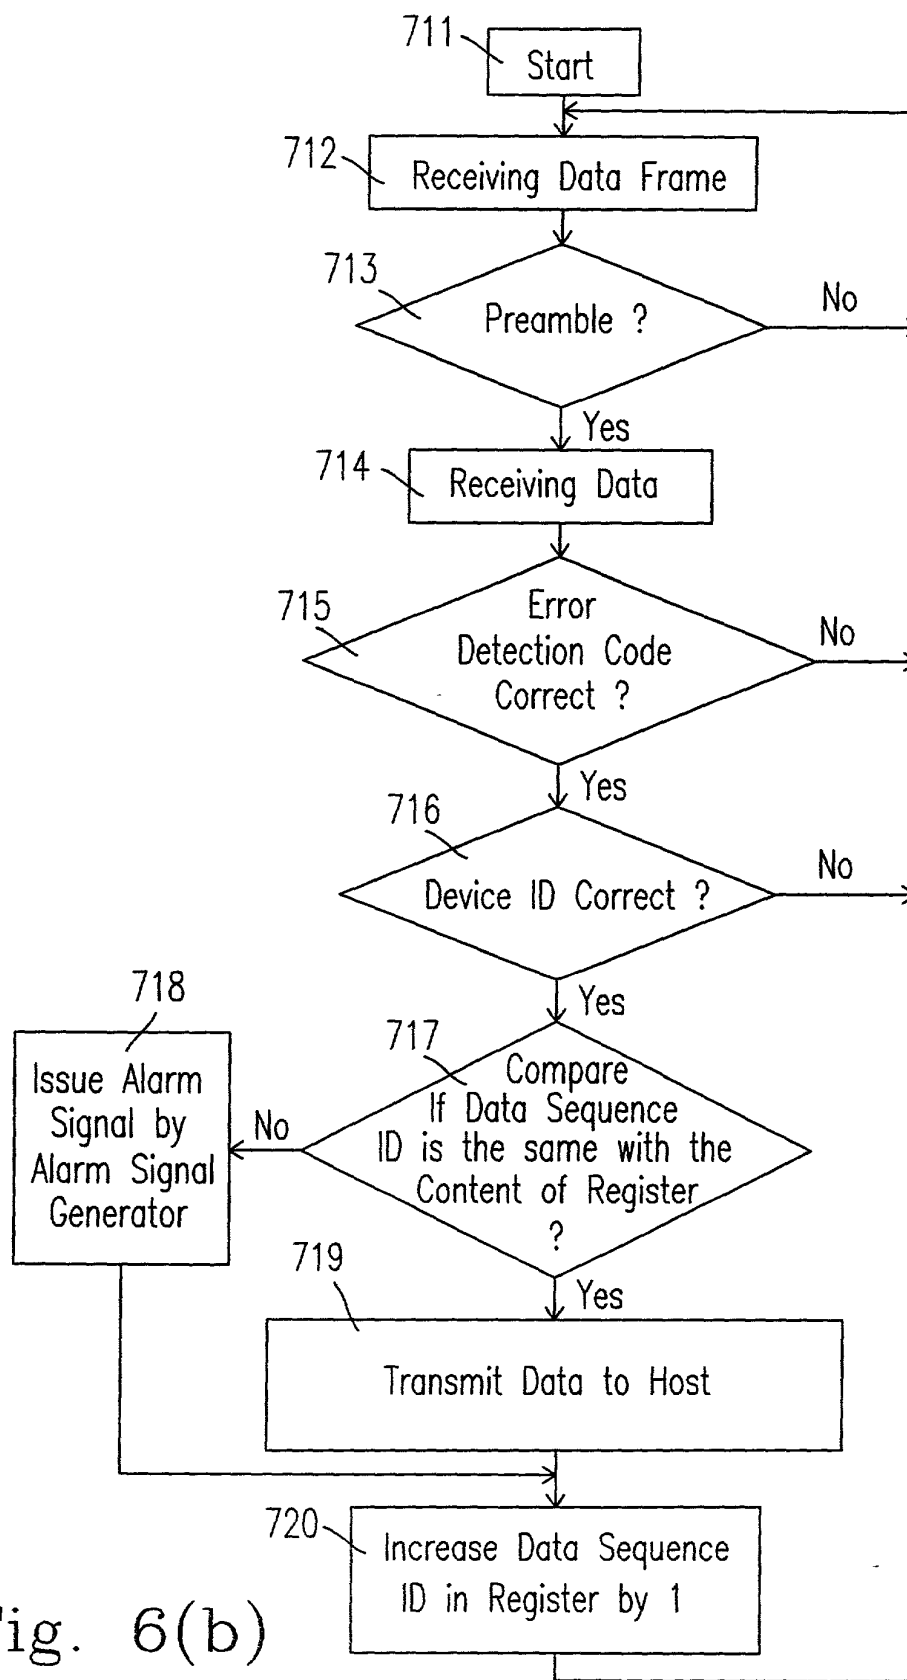 711
Start
712
Receiving Data Frame
713
Preamble ?
No
Yes
714
Receiving Data
715
Error
Detection Code
Correct ?
No
Yes
716
Device ID Correct ?
No
Yes
717
Compare
If Data Sequence
ID is the same with the
Content of Register
?
No
718
Issue Alarm
Signal by
Alarm Signal
Generator
Yes
719
Transmit Data to Host
720
Increase Data Sequence
ID in Register by 1
ig. 6(b)